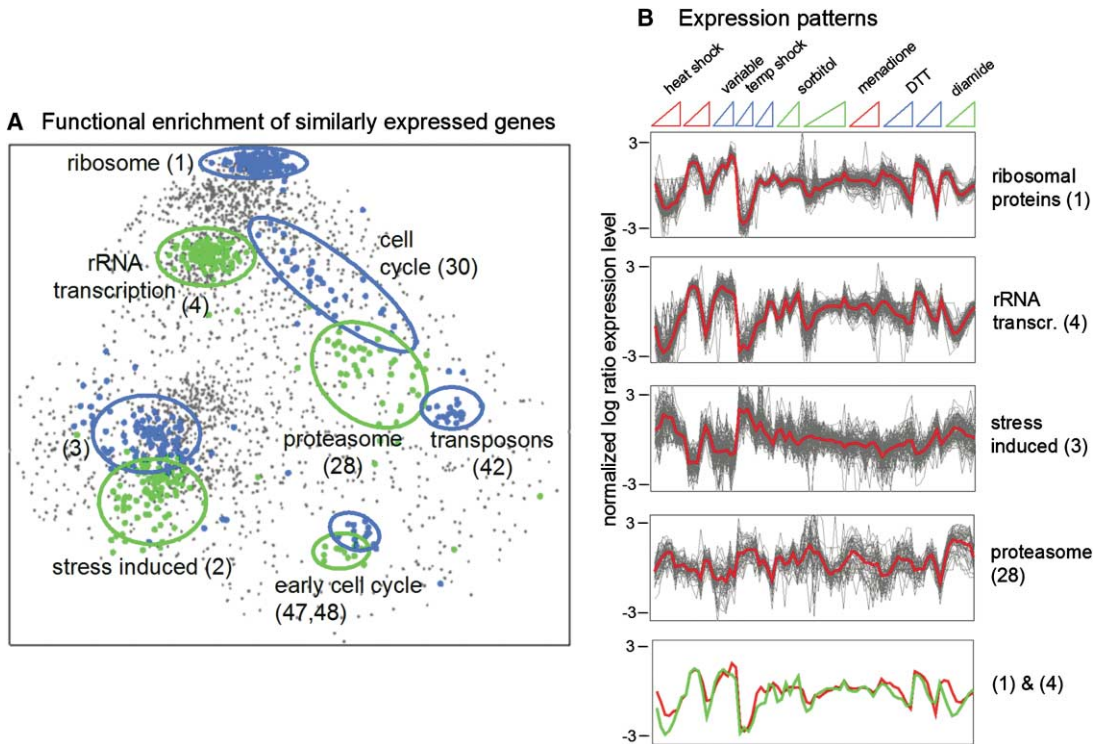 A Functional enrichment of similarly expressed genes
ribosome (1)
cell
cycle (30)
rRNA
transcription
(4)
(3)
proteasome
(28)
transposons
(42)
stress induced (2)
early cell cycle
(47,48)
B Expression patterns
heat shock
variable
temp shock
sorbitol
menadione
DTT
diamide
normalized log ratio expression level
3
-3
ribosomal
proteins (1)
3
-3
rRNA
transcr. (4)
3
-3
stress
induced (3)
3
-3
proteasome
(28)
3
-3
(1) & (4)